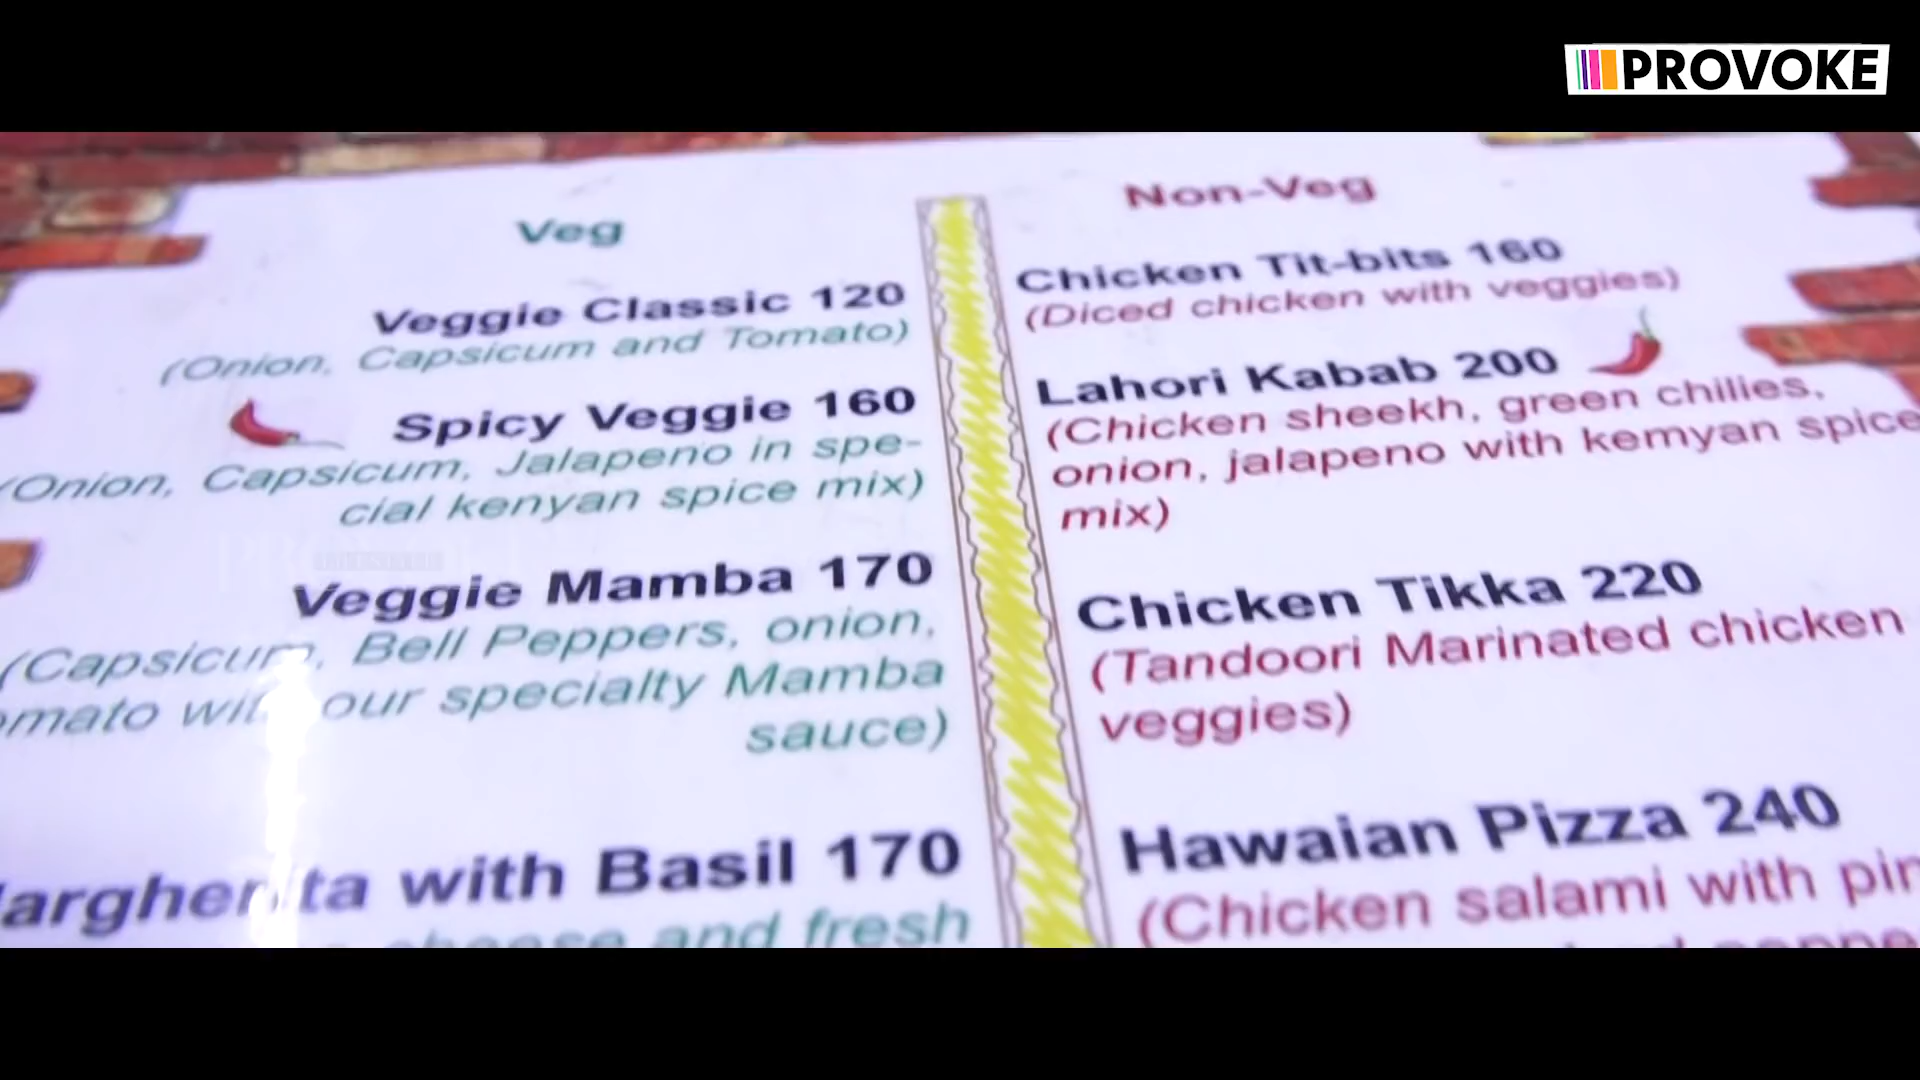 PROVOKE
Veg
Veggie Classic 120
(Onion, Capsicum and Tomato)
Spicy Veggie 160
(Onion, Capsicum, Jalapeno in spe-
cial kenyan spice mix)
Veggie Mamba 170
(Capsicum, Bell Peppers, onion,
our specialty Mamba
sauce)
with Basil 170
cheese and fresh
Non-Veg
Chicken Tit-bits 160
(Diced chicken with veggies)
Lahori Kabab 200
(Chicken sheekh, green chilies,
onion, jalapeno with kemyan spice
mix)
Chicken Tikka 220
(Tandoori Marinated chicken
veggies)
Hawaian Pizza 240
(Chicken salami with